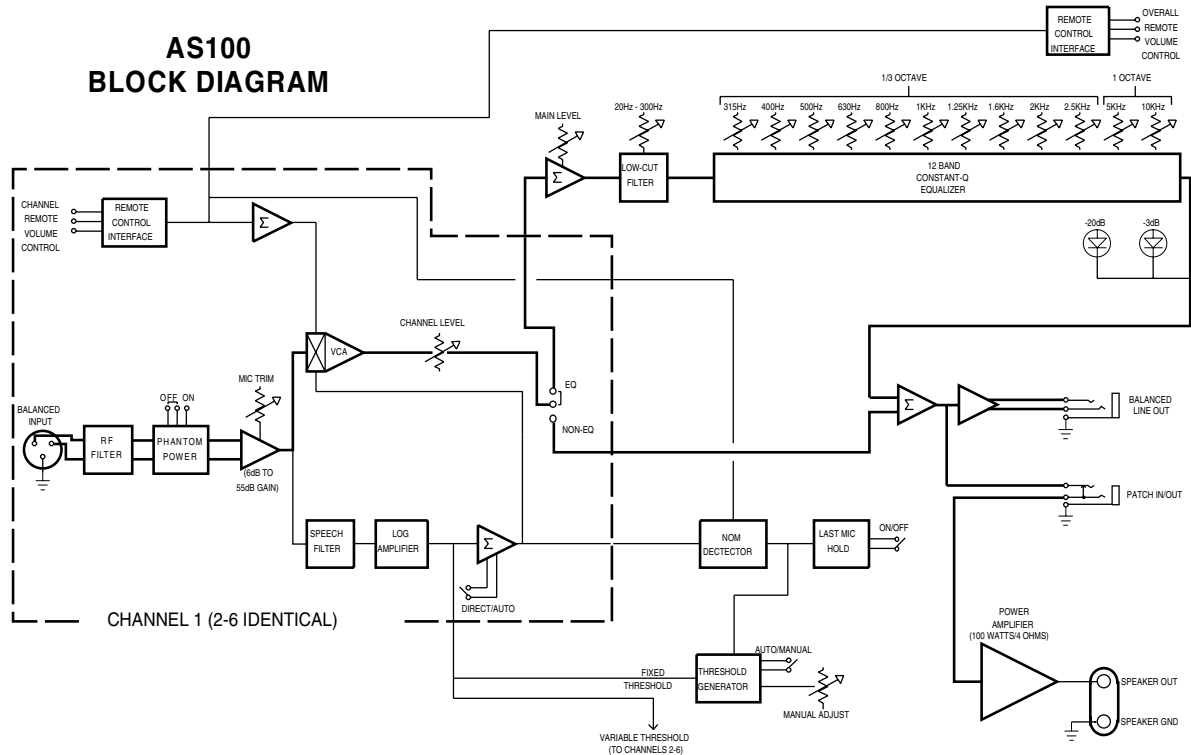 AS100
BLOCK DIAGRAM
REMOTE
CONTROL
INTERFACE
OVERALL
REMOTE
VOLUME
CONTROL
1/3 OCTAVE
1 OCTAVE
MAIN LEVEL
20Hz - 300Hz
315Hz
400Hz
500Hz
630Hz
800Hz
1KHz
1.25KHz
1.6KHz
2KHz
2.5KHz
5KHz
10KHz
Σ
LOW-CUT
FILTER
12 BAND
CONSTANT-Q
EQUALIZER
CHANNEL
REMOTE
VOLUME
CONTROL
REMOTE
CONTROL
INTERFACE
Σ
-20dB
-3dB
CHANNEL LEVEL
VCA
MIC TRIM
EQ
NON-EQ
BALANCED
INPUT
OFF ON
RF
FILTER
PHANTOM
POWER
(6dB TO
55dB GAIN)
Σ
BALANCED
LINE OUT
PATCH IN/OUT
SPEECH
FILTER
LOG
AMPLIFIER
Σ
DIRECT/AUTO
NOM
DECTECTOR
LAST MIC
HOLD
ON/OFF
CHANNEL 1 (2-6 IDENTICAL)
POWER
AMPLIFIER
(100 WATTS/4 OHMS)
AUTO/MANUAL
FIXED
THRESHOLD
THRESHOLD
GENERATOR
MANUAL ADJUST
SPEAKER OUT
SPEAKER GND
VARIABLE THRESHOLD
(TO CHANNELS 2-6)